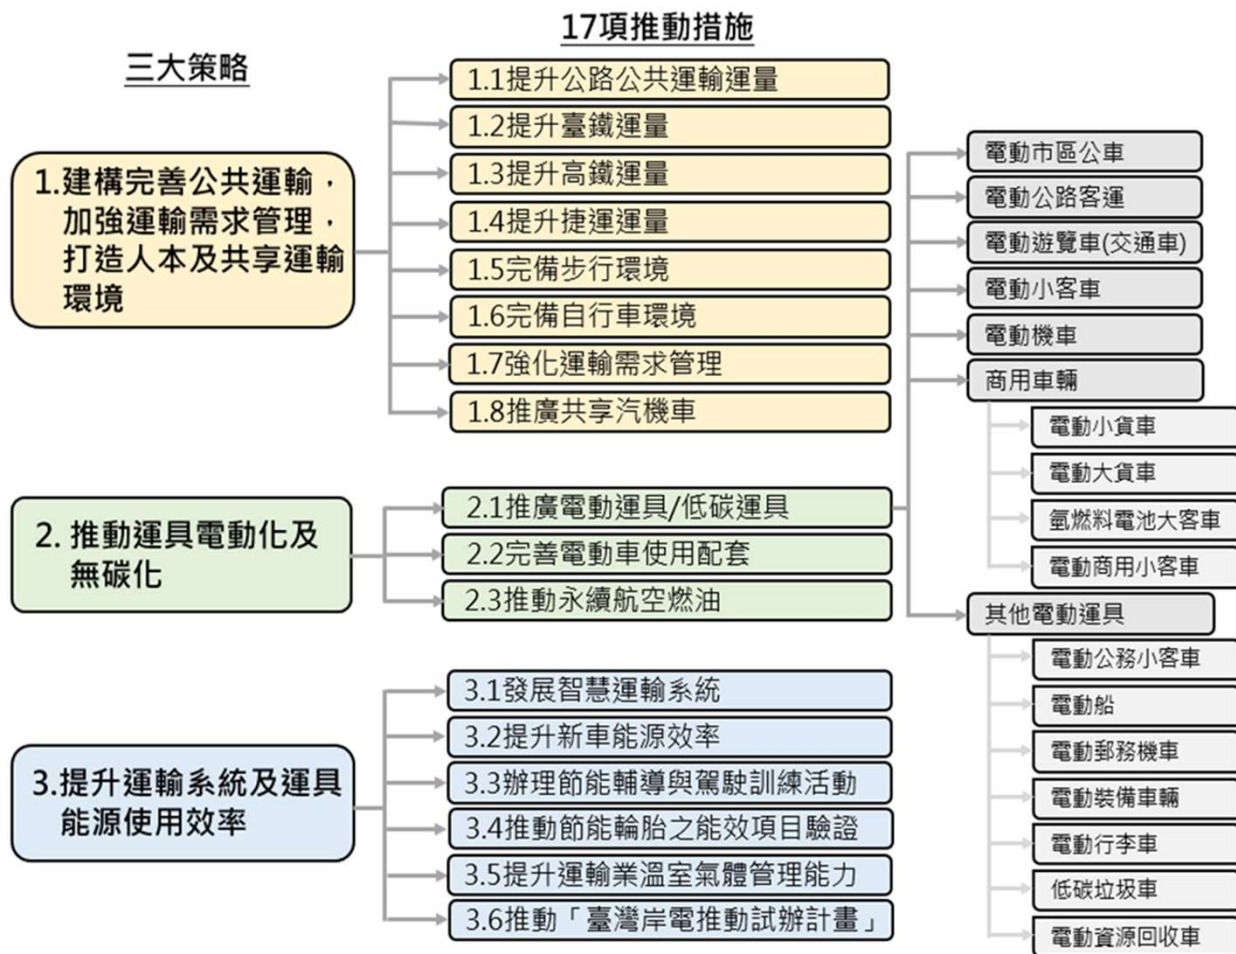 三大策略
17項推動措施
1.建構完善公共運輸，
加強運輸需求管理，
打造人本及共享運輸
環境
1.1提升公路公共運輸運量
1.2提升臺鐵運量
1.3提升高鐵運量
1.4提升捷運運量
1.5完備步行環境
1.6完備自行車環境
1.7強化運輸需求管理
1.8推廣共享汽機車
2. 推動運具電動化及
無碳化
2.1推廣電動運具/低碳運具
2.2完善電動車使用配套
2.3推動永續航空燃油
電動市區公車
電動公路客運
電動遊覽車(交通車)
電動小客車
電動機車
商用車輛
電動小貨車
電動大貨車
氫燃料電池大客車
電動商用小客車
其他電動運具
電動公務小客車
電動船
電動郵務機車
電動裝備車輛
電動行李車
低碳垃圾車
電動資源回收車
3.提升運輸系統及運具
能源使用效率
3.1發展智慧運輸系統
3.2提升新車能源效率
3.3辦理節能輔導與駕駛訓練活動
3.4推動節能輪胎之能效項目驗證
3.5提升運輸業溫室氣體管理能力
3.6推動「臺灣岸電推動試辦計畫」